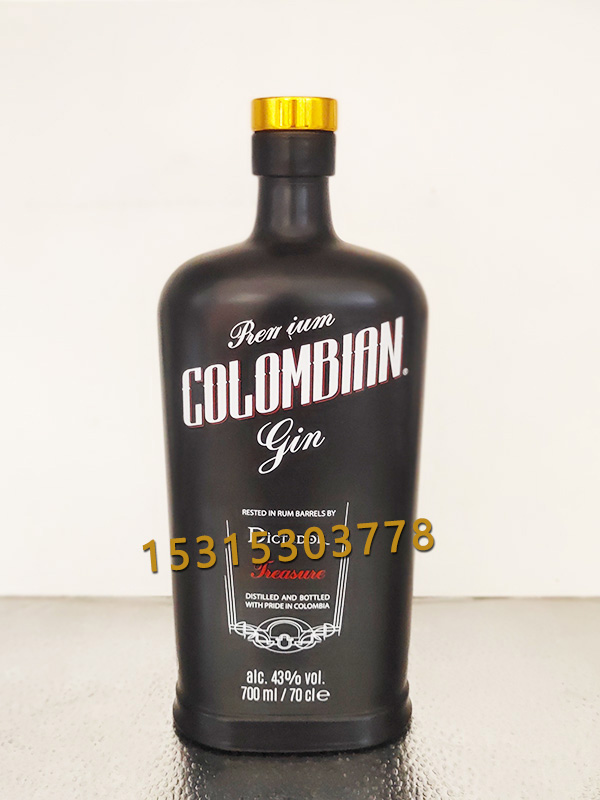 Premium
COLOMBIAN®
Gin
RESTED IN RUM BARRELS BY
15315303778
Treasure
DISTILLED AND BOTTLED
WITH PRIDE IN COLOMBIA
alc. 43% vol.
700 ml / 70 cl e